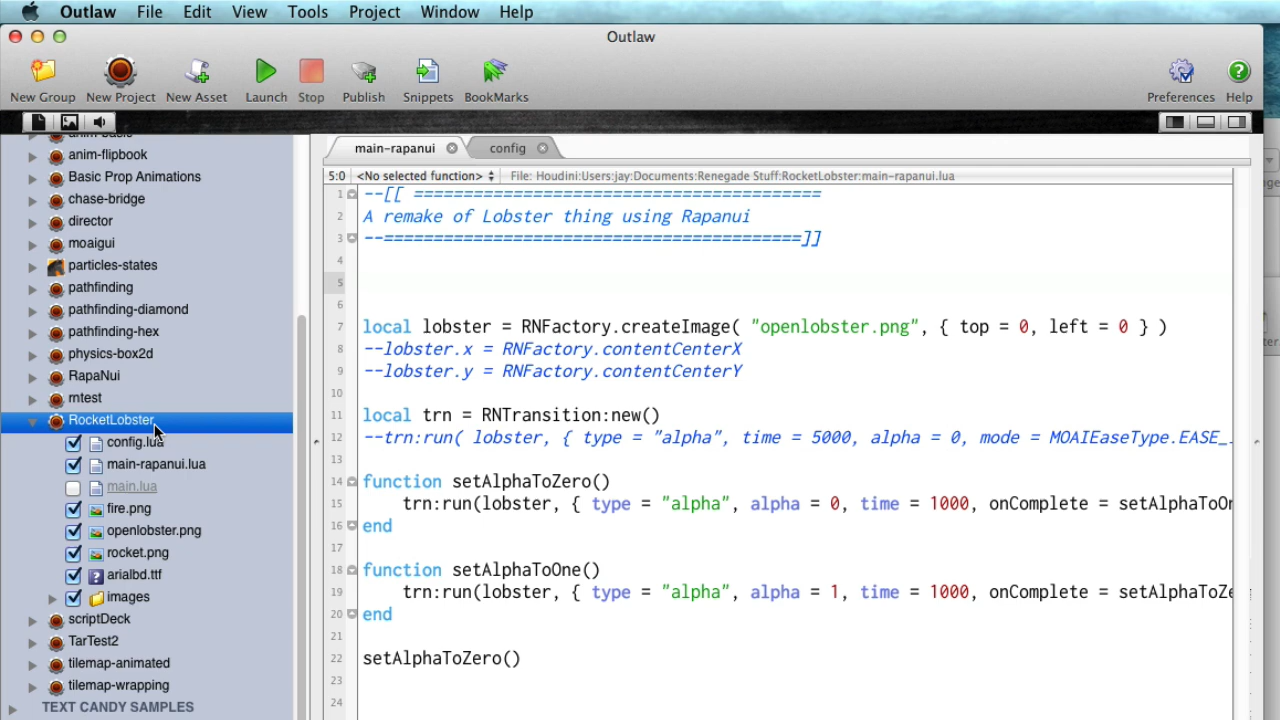 Outlaw File Edit View Tools Project Window Help
Outlaw
New Group New Project New Asset Launch Stop Publish Snippets BookMarks Preferences Help
anim-basic
anim-flipbook
Basic Prop Animations
chase-bridge
director
moaigui
particles-states
pathfinding
pathfinding-diamond
pathfinding-hex
physics-box2d
RapaNui
rntest
RocketLobster
config.lua
main-rapanui.lua
main.lua
fire.png
openlobster.png
rocket.png
arialbd.ttf
images
scriptDeck
TarTest2
tilemap-animated
tilemap-wrapping
TEXT CANDY SAMPLES
main-rapanui config
5:0 <No selected function> File: Houdini:Users:jay:Documents:Renegade Stuff:RocketLobster:main-rapanui.lua
1 --[[ =========================================
2 A remake of Lobster thing using Rapanui
3 --==========================================]]
4
5
6
7 local lobster = RNFactory.createImage( "openlobster.png", { top = 0, left = 0 } )
8 --lobster.x = RNFactory.contentCenterX
9 --lobster.y = RNFactory.contentCenterY
10
11 local trn = RNTransition:new()
12 --trn:run( lobster, { type = "alpha", time = 5000, alpha = 0, mode = MOAIEaseType.EASE_
13
14 function setAlphaToZero()
15 trn:run(lobster, { type = "alpha", alpha = 0, time = 1000, onComplete = setAlphaToOn
16 end
17
18 function setAlphaToOne()
19 trn:run(lobster, { type = "alpha", alpha = 1, time = 1000, onComplete = setAlphaToZe
20 end
21
22 setAlphaToZero()
23
24